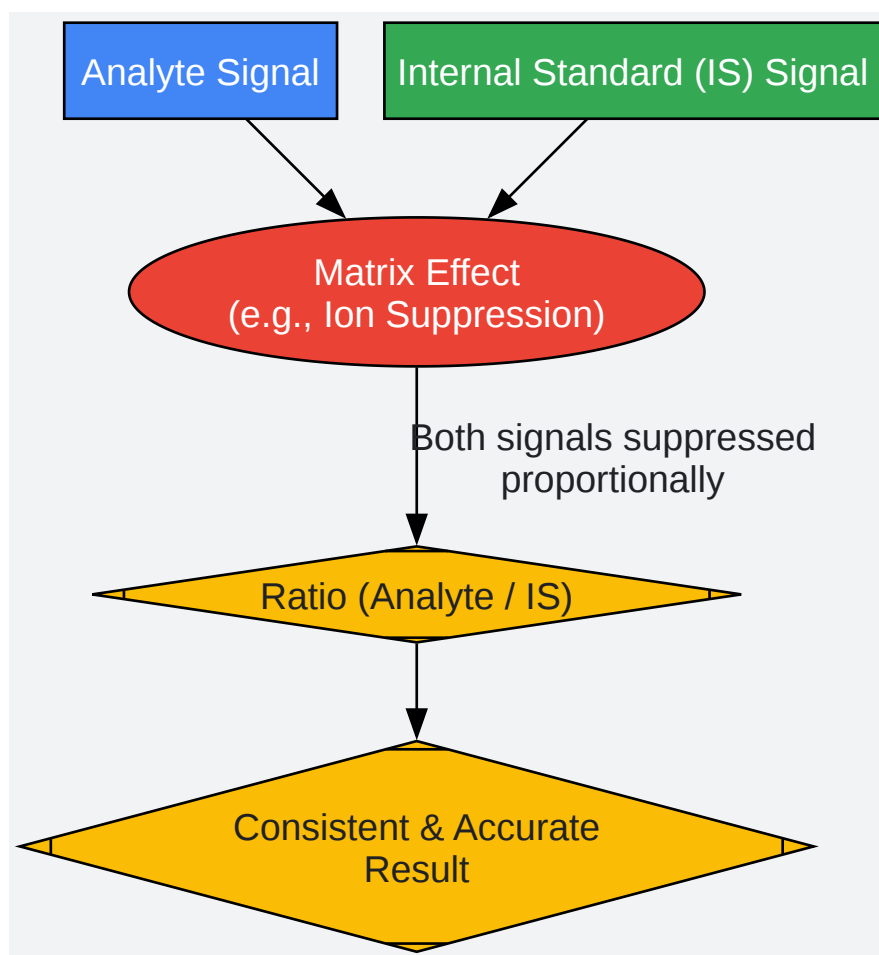 Analyte Signal
Internal Standard (IS) Signal
Matrix Effect
(e.g., Ion Suppression)
Both signals suppressed
proportionally
Ratio (Analyte / IS)
Consistent & Accurate
Result